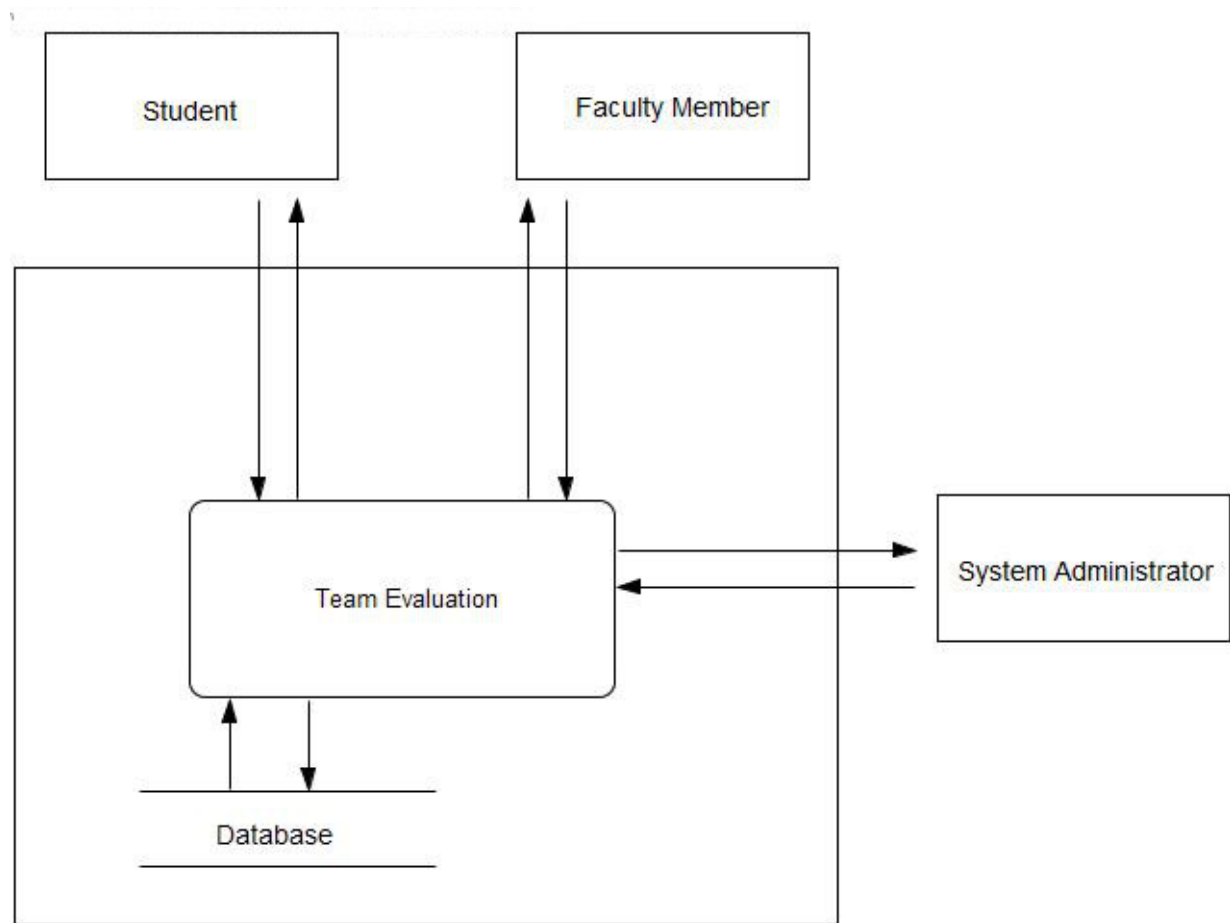 Student
Faculty Member
System Administrator
Team Evaluation
Database